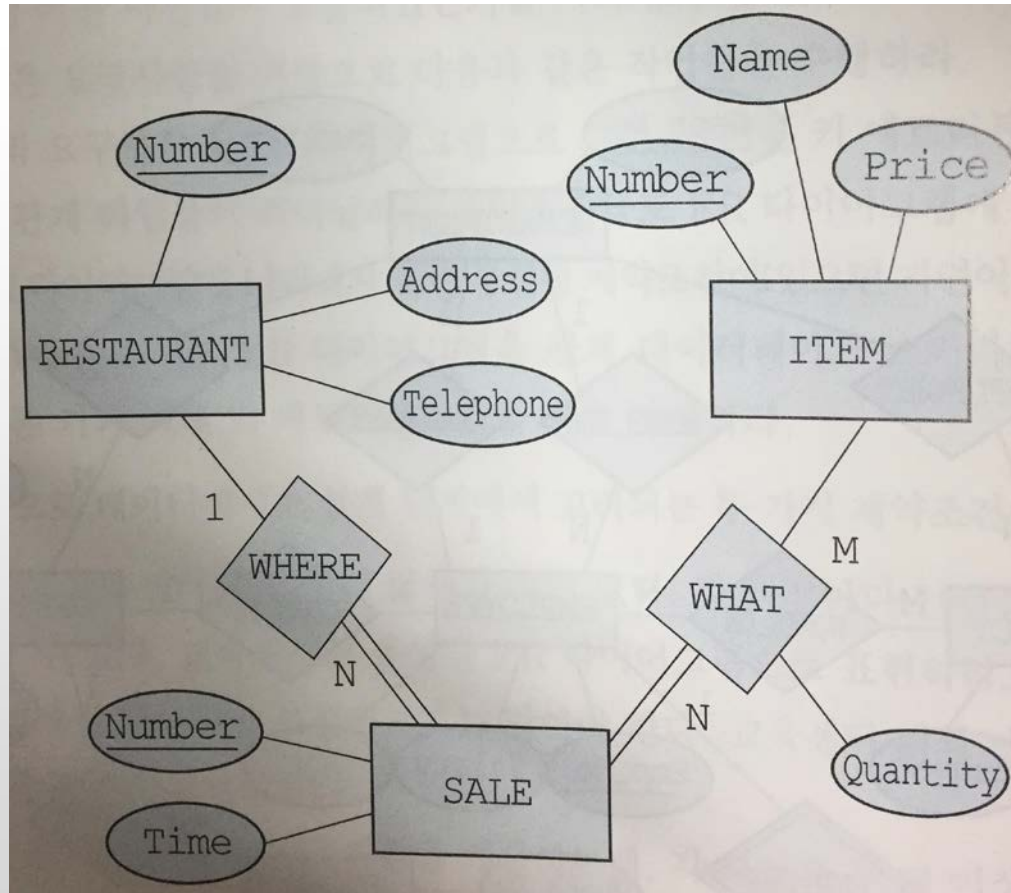 Name
Number
Number
Price
Address
RESTAURANT
ITEM
Telephone
1
M
WHERE
WHAT
N
N
Number
SALE
Quantity
Time